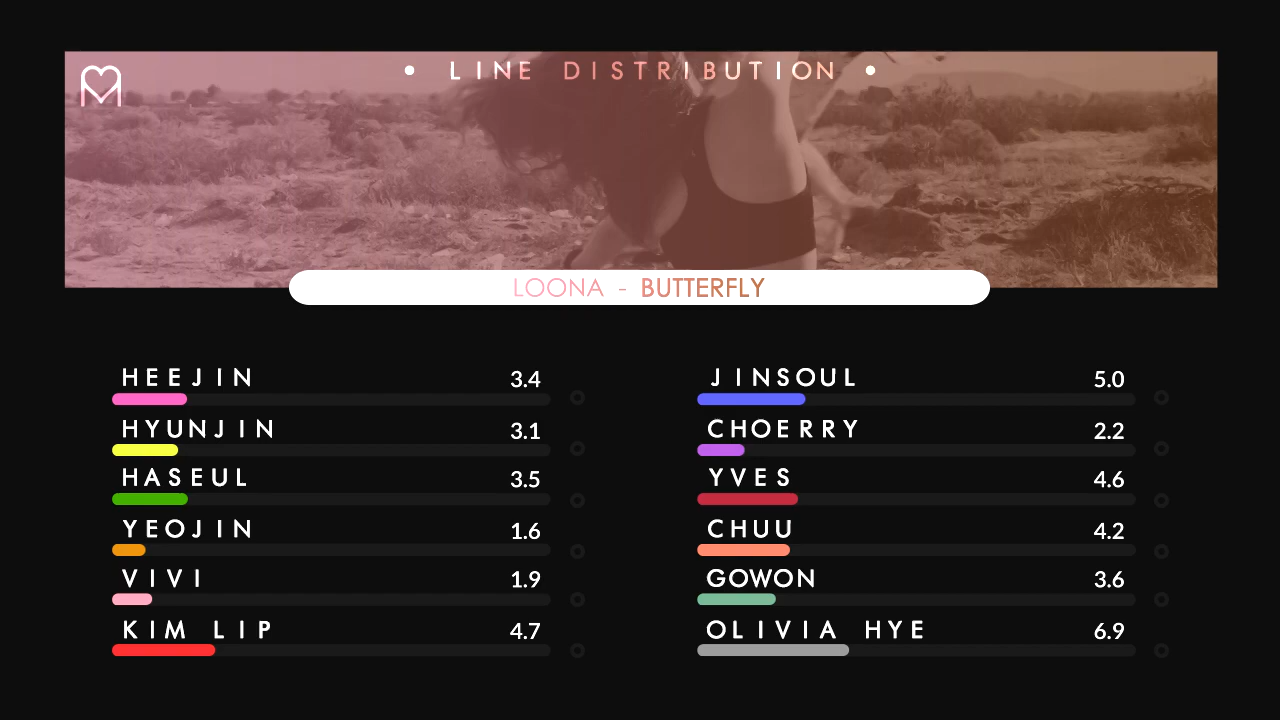 • LINE DISTRIBUTION •
LOONA - BUTTERFLY
HEEJIN 3.4
HYUNJIN 3.1
HASEUL 3.5
YEOJIN 1.6
VIVI 1.9
KIM LIP 4.7
JINSOUL 5.0
CHOERRY 2.2
YVES 4.6
CHUU 4.2
GOWON 3.6
OLIVIA HYE 6.9